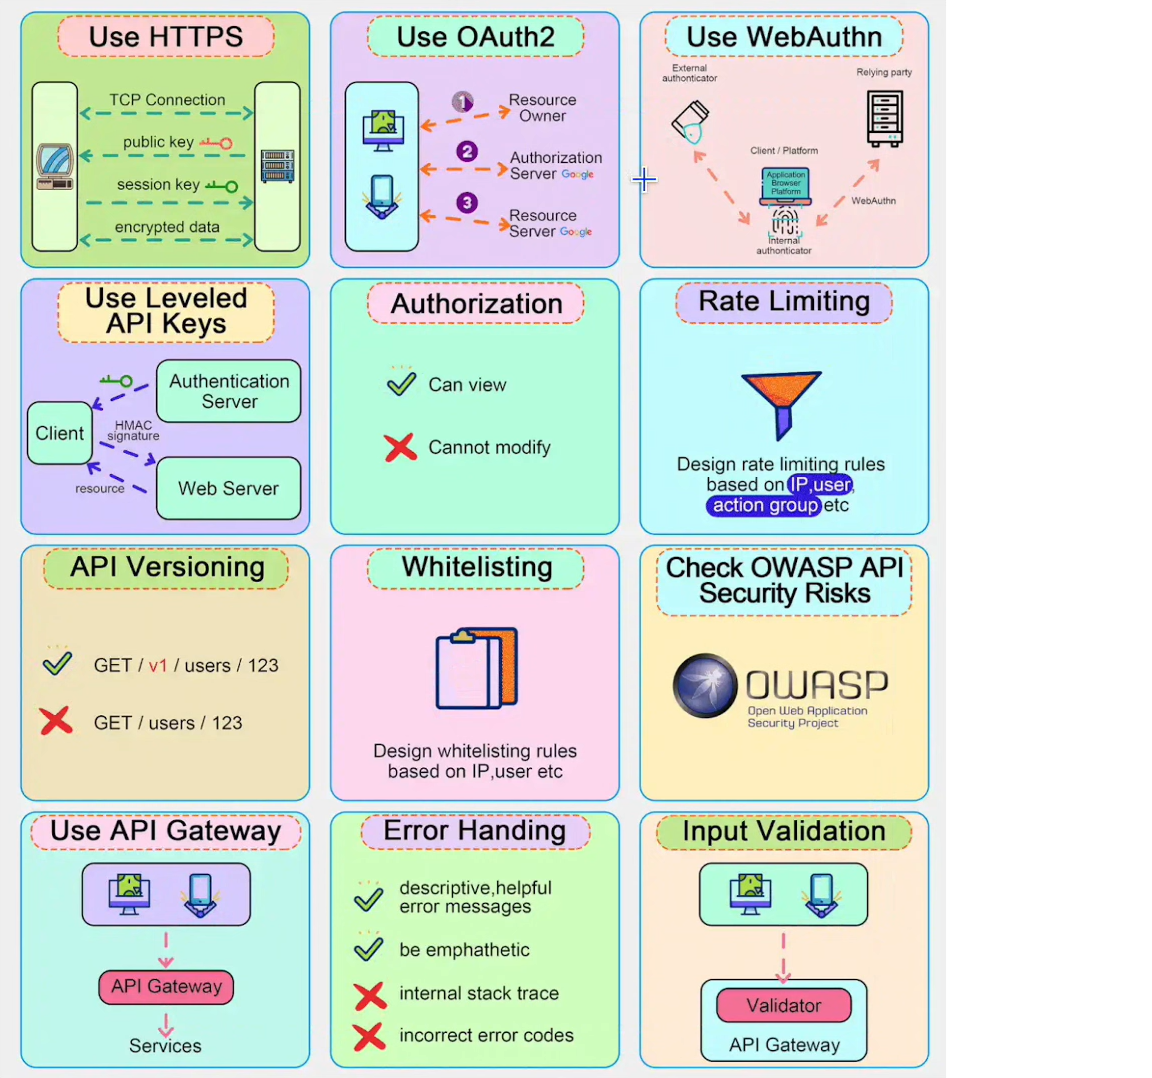 Use HTTPS
TCP Connection
public key
session key
encrypted data
Use OAuth2
1
Resource
Owner
2
Authorization
Server Google
3
Resource
Server Google
Use WebAuthn
External
authenticator
Relying party
Client / Platform
Application
Browser
Platform
WebAuthn
Internal
authenticator
Use Leveled
API Keys
Authentication
Server
Client
HMAC
signature
resource
Web Server
Authorization
Can view
Cannot modify
Rate Limiting
Design rate limiting rules
based on IP,user,
action group etc
API Versioning
GET / v1 / users / 123
GET / users / 123
Whitelisting
Design whitelisting rules
based on IP,user etc
Check OWASP API
Security Risks
OWASP
Open Web Application
Security Project
Use API Gateway
API Gateway
Services
Error Handing
descriptive,helpful
error messages
be emphathetic
internal stack trace
incorrect error codes
Input Validation
Validator
API Gateway